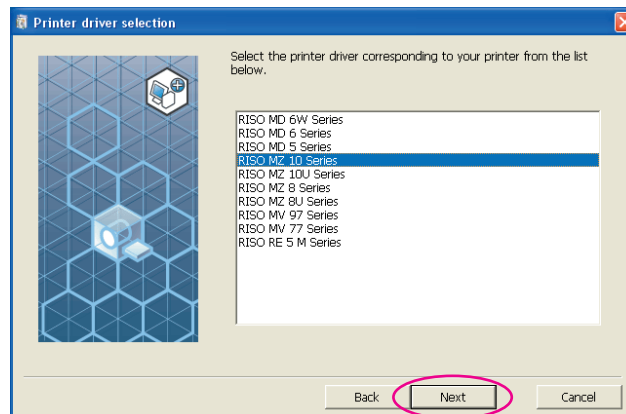 Printer driver selection
Select the printer driver corresponding to your printer from the list
below.
RISO MD 6W Series
RISO MD 6 Series
RISO MD 5 Series
RISO MZ 10 Series
RISO MZ 10U Series
RISO MZ 8 Series
RISO MZ 8U Series
RISO MV 97 Series
RISO MV 77 Series
RISO RE 5 M Series
Back Next Cancel